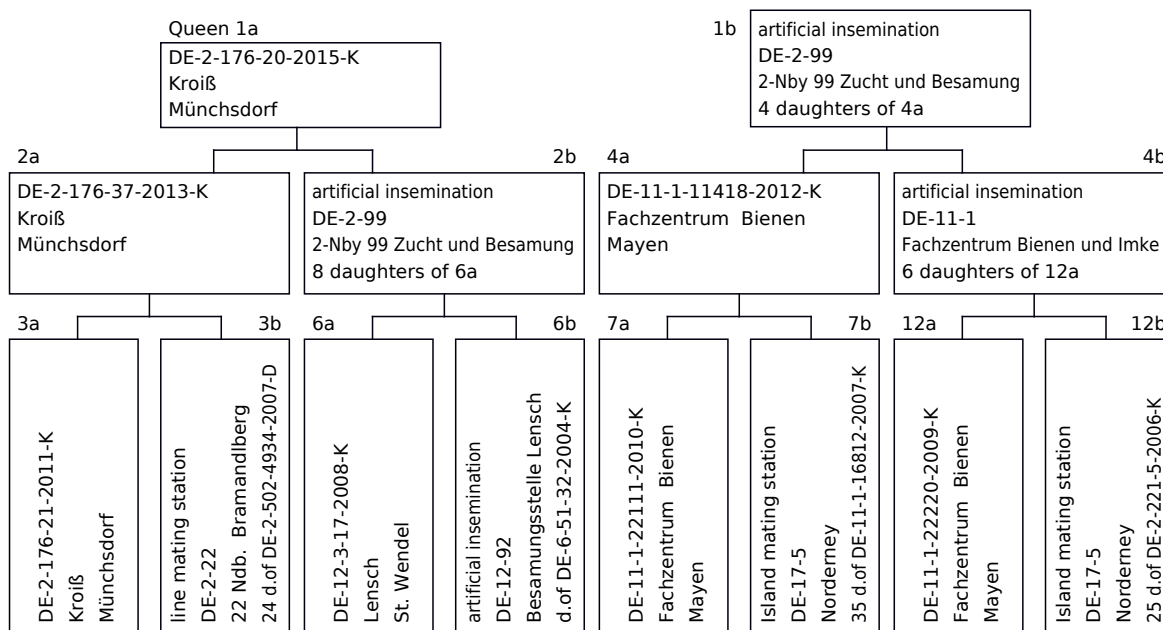 Queen 1a
DE-2-176-20-2015-K
Kroiß
Münchsdorf
1b
artificial insemination
DE-2-99
2-Nby 99 Zucht und Besamung
4 daughters of 4a
2a
DE-2-176-37-2013-K
Kroiß
Münchsdorf
2b
artificial insemination
DE-2-99
2-Nby 99 Zucht und Besamung
8 daughters of 6a
4a
DE-11-1-11418-2012-K
Fachzentrum Bienen
Mayen
4b
artificial insemination
DE-11-1
Fachzentrum Bienen und Imke
6 daughters of 12a
3a
DE-2-176-21-2011-K
Kroiß
Münchsdorf
3b
line mating station
DE-2-22
22 Ndb. Bramandlberg
24 d.of DE-2-502-4934-2007-D
6a
DE-12-3-17-2008-K
Lensch
St. Wendel
6b
artificial insemination
DE-12-92
Besamungsstelle Lensch
d.of DE-6-51-32-2004-K
7a
DE-11-1-22111-2010-K
Fachzentrum Bienen
Mayen
7b
Island mating station
DE-17-5
Norderney
35 d.of DE-11-1-16812-2007-K
12a
DE-11-1-22220-2009-K
Fachzentrum Bienen
Mayen
12b
Island mating station
DE-17-5
Norderney
25 d.of DE-2-221-5-2006-K